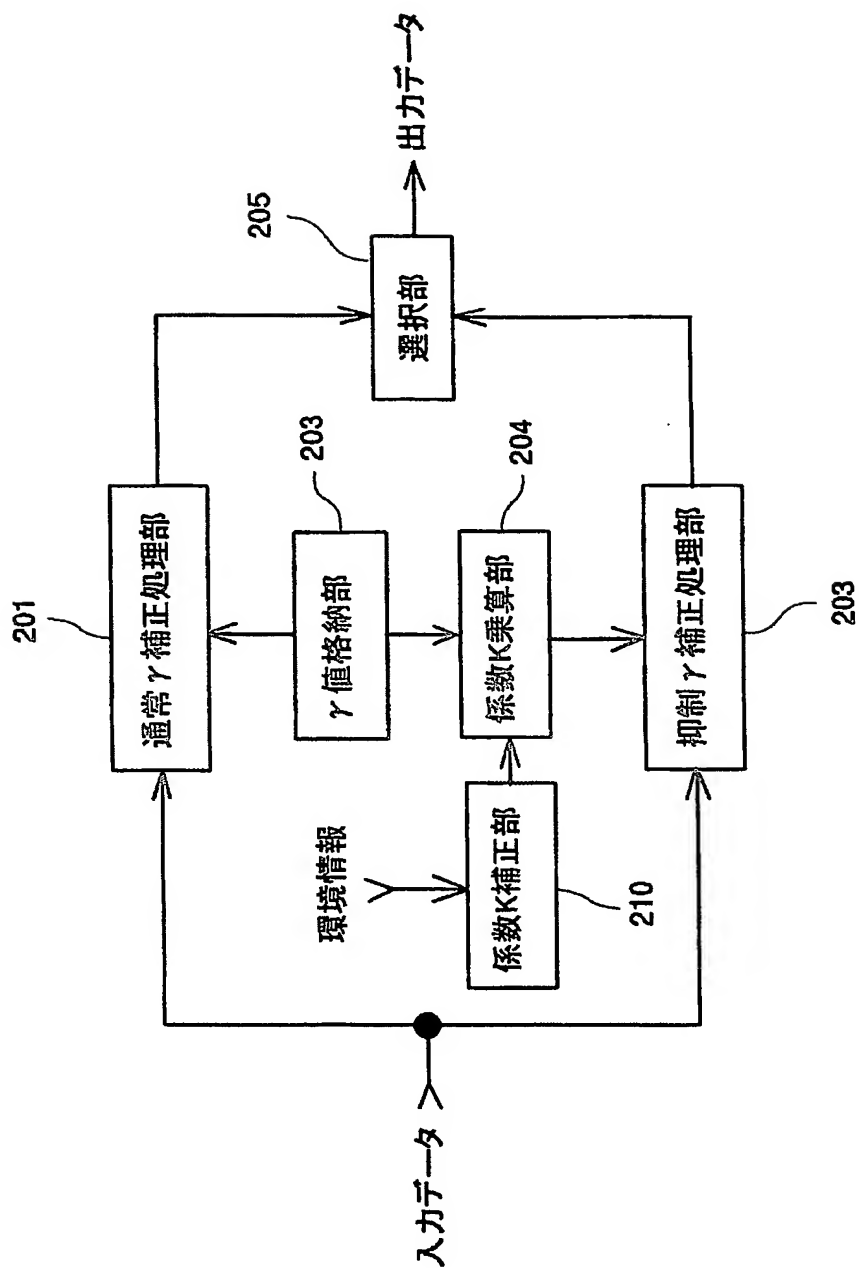 入力データ
201
通常γ補正処理部
203
γ値格納部
環境情報
係数K補正部
210
204
係数K乗算部
抑制γ補正処理部
203
205
選択部
出力データ